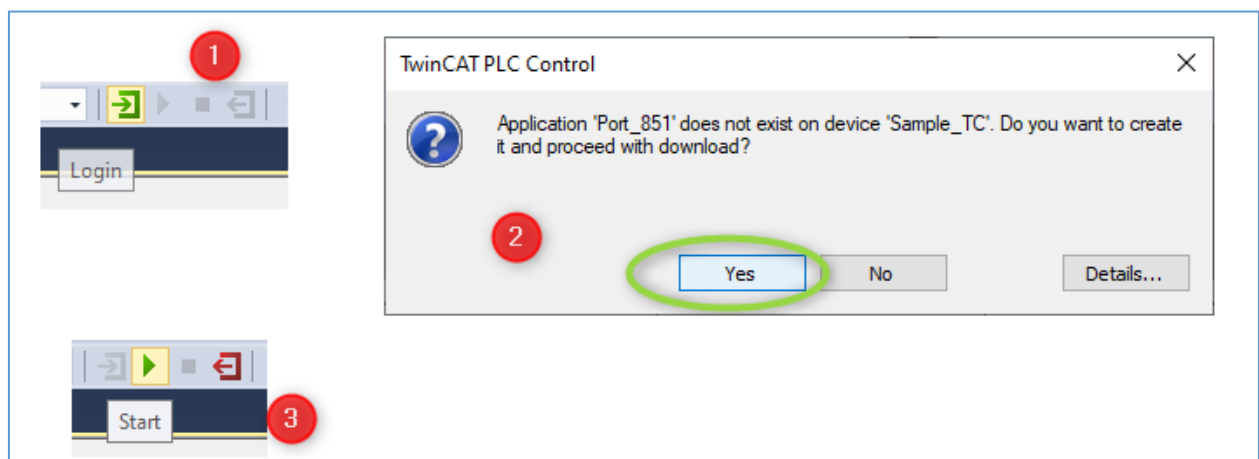 1
Login
TwinCAT PLC Control
Application 'Port_851' does not exist on device 'Sample_TC'. Do you want to create
it and proceed with download?
2
Yes No Details...
Start
3